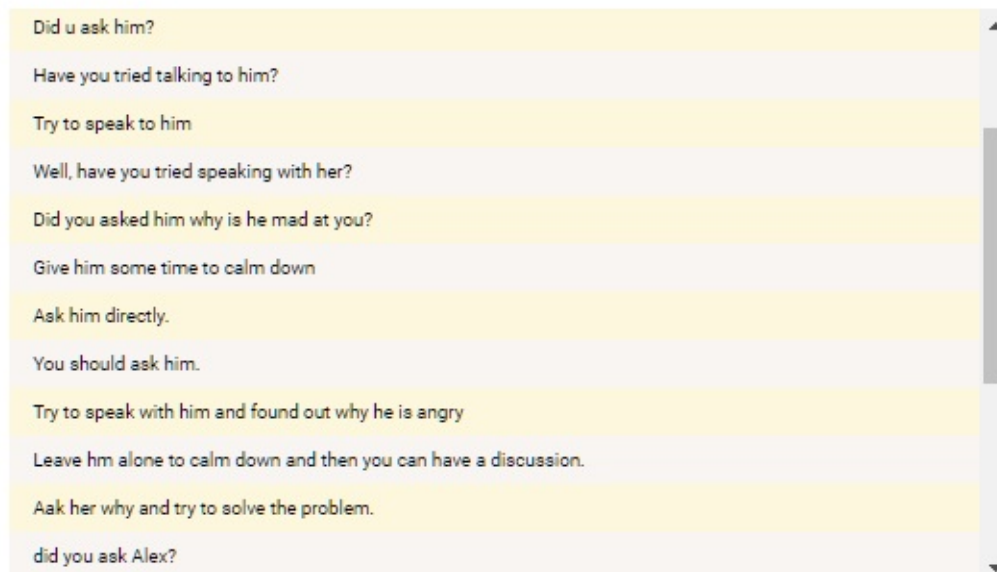 Did u ask him?
Have you tried talking to him?
Try to speak to him
Well, have you tried speaking with her?
Did you asked him why is he mad at you?
Give him some time to calm down
Ask him directly.
You should ask him.
Try to speak with him and found out why he is angry
Leave hm alone to calm down and then you can have a discussion.
Aak her why and try to solve the problem.
did you ask Alex?